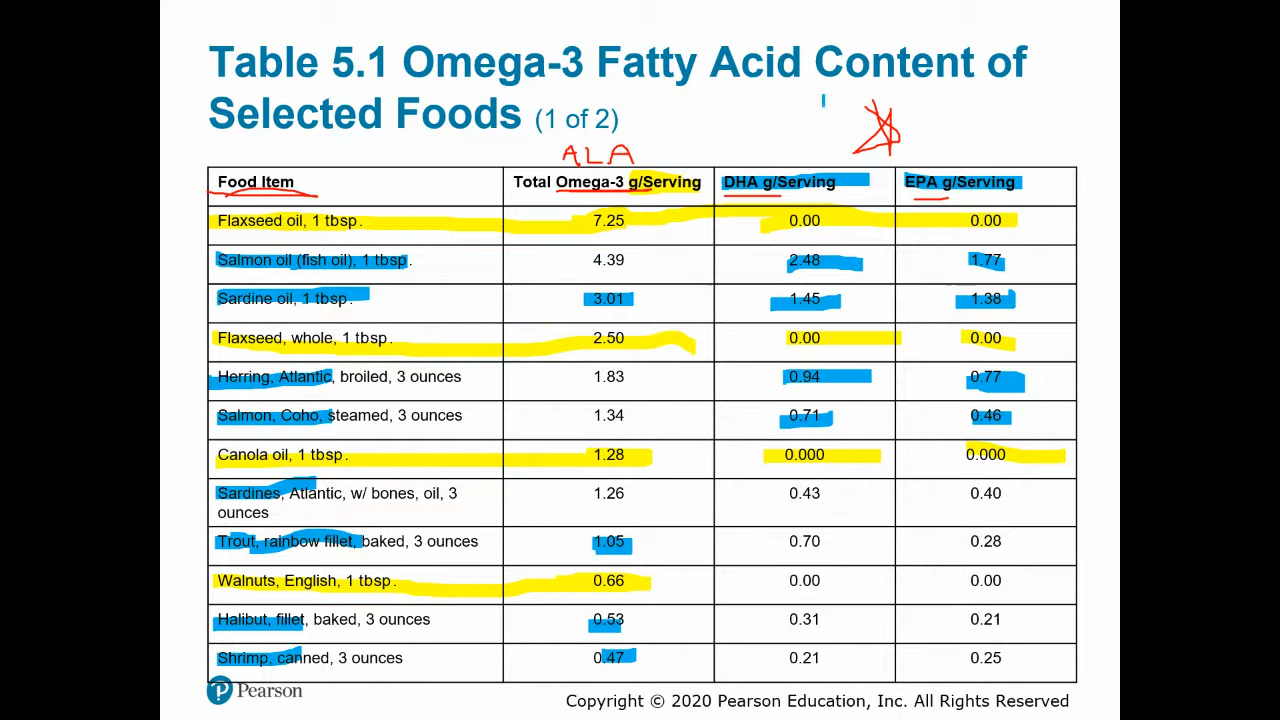 Table 5.1 Omega-3 Fatty Acid Content of
Selected Foods (1 of 2)
ALA
Food Item Total Omega-3 g/Serving DHA g/Serving EPA g/Serving
Flaxseed oil, 1 tbsp. 7.25 0.00 0.00
Salmon oil (fish oil), 1 tbsp. 4.39 2.48 1.77
Sardine oil, 1 tbsp. 3.01 1.45 1.38
Flaxseed, whole, 1 tbsp. 2.50 0.00 0.00
Herring, Atlantic, broiled, 3 ounces 1.83 0.94 0.77
Salmon, Coho, steamed, 3 ounces 1.34 0.71 0.46
Canola oil, 1 tbsp. 1.28 0.000 0.000
Sardines, Atlantic, w/ bones, oil, 3 1.26 0.43 0.40
ounces
Trout, rainbow fillet, baked, 3 ounces 1.05 0.70 0.28
Walnuts, English, 1 tbsp. 0.66 0.00 0.00
Halibut, fillet, baked, 3 ounces 0.53 0.31 0.21
Shrimp, canned, 3 ounces 0.47 0.21 0.25
Pearson
Copyright © 2020 Pearson Education, Inc. All Rights Reserved